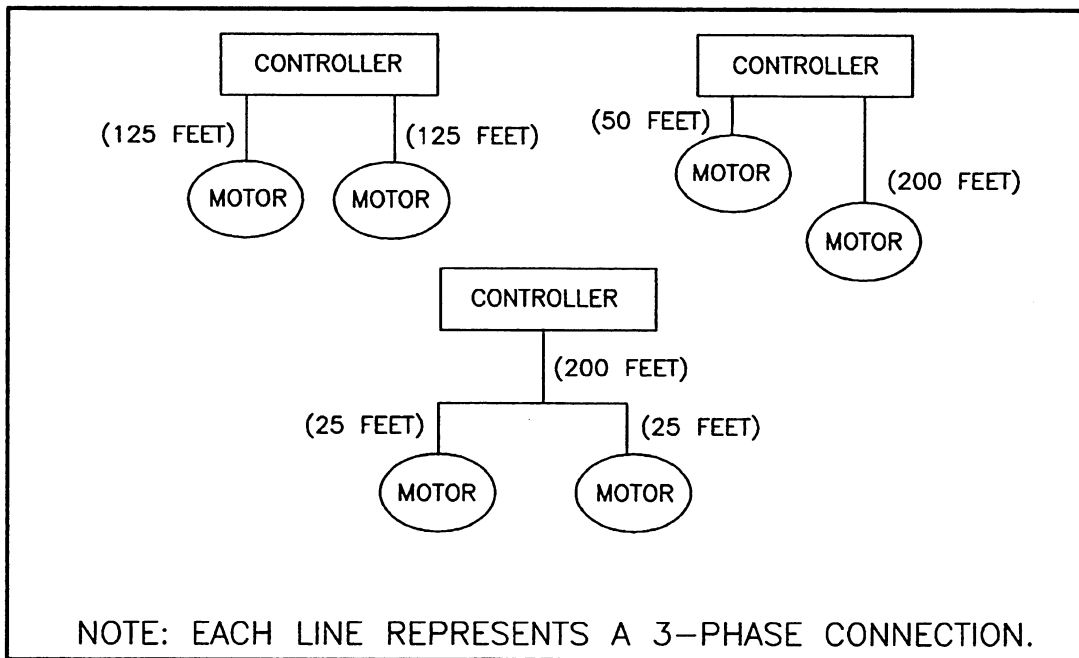 CONTROLLER
(125 FEET)
(125 FEET)
MOTOR
MOTOR
CONTROLLER
(50 FEET)
(200 FEET)
MOTOR
MOTOR
CONTROLLER
(200 FEET)
(25 FEET)
(25 FEET)
MOTOR
MOTOR
NOTE: EACH LINE REPRESENTS A 3-PHASE CONNECTION.